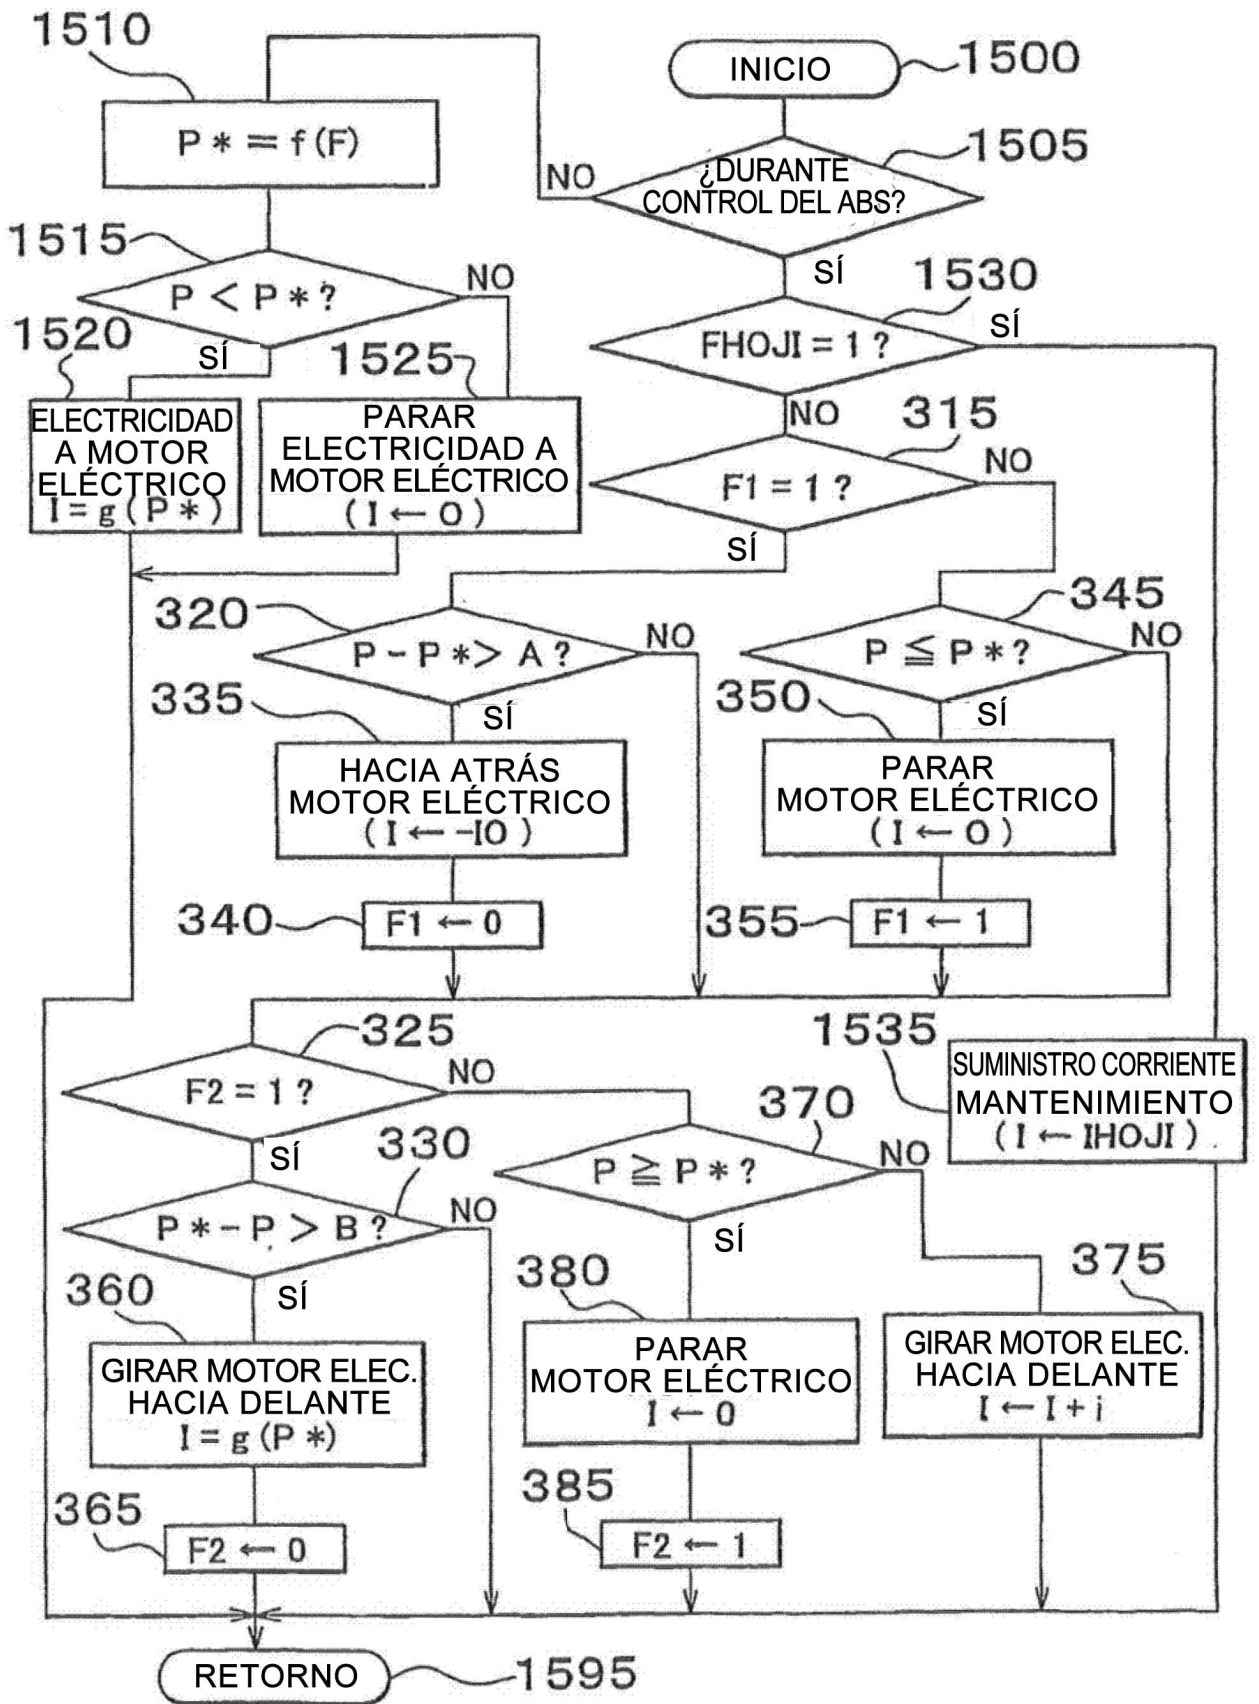 1510
INICIO
1500
P * = f (F)
¿DURANTE
CONTROL DEL ABS?
1505
NO
1515
P < P * ?
NO
SÍ
SÍ
1530
FHOJI = 1 ?
SÍ
1520
1525
ELECTRICIDAD
A MOTOR
ELÉCTRICO
I = g (P *)
PARAR
ELECTRICIDAD A
MOTOR ELÉCTRICO
(I ← O)
NO
315
F1 = 1 ?
NO
SÍ
320
P - P * > A ?
NO
SÍ
345
P ≦ P * ?
NO
SÍ
335
HACIA ATRÁS
MOTOR ELÉCTRICO
(I ← -IO)
350
PARAR
MOTOR ELÉCTRICO
(I ← O)
340
F1 ← 0
355
F1 ← 1
325
F2 = 1 ?
NO
SÍ
1535
SUMINISTRO CORRIENTE
MANTENIMIENTO
(I ← IHOJI)
370
P ≧ P * ?
NO
SÍ
330
P * - P > B ?
NO
SÍ
360
GIRAR MOTOR ELEC.
HACIA DELANTE
I = g (P *)
380
PARAR
MOTOR ELÉCTRICO
I ← 0
375
GIRAR MOTOR ELEC.
HACIA DELANTE
I ← I + i
365
F2 ← 0
385
F2 ← 1
RETORNO
1595